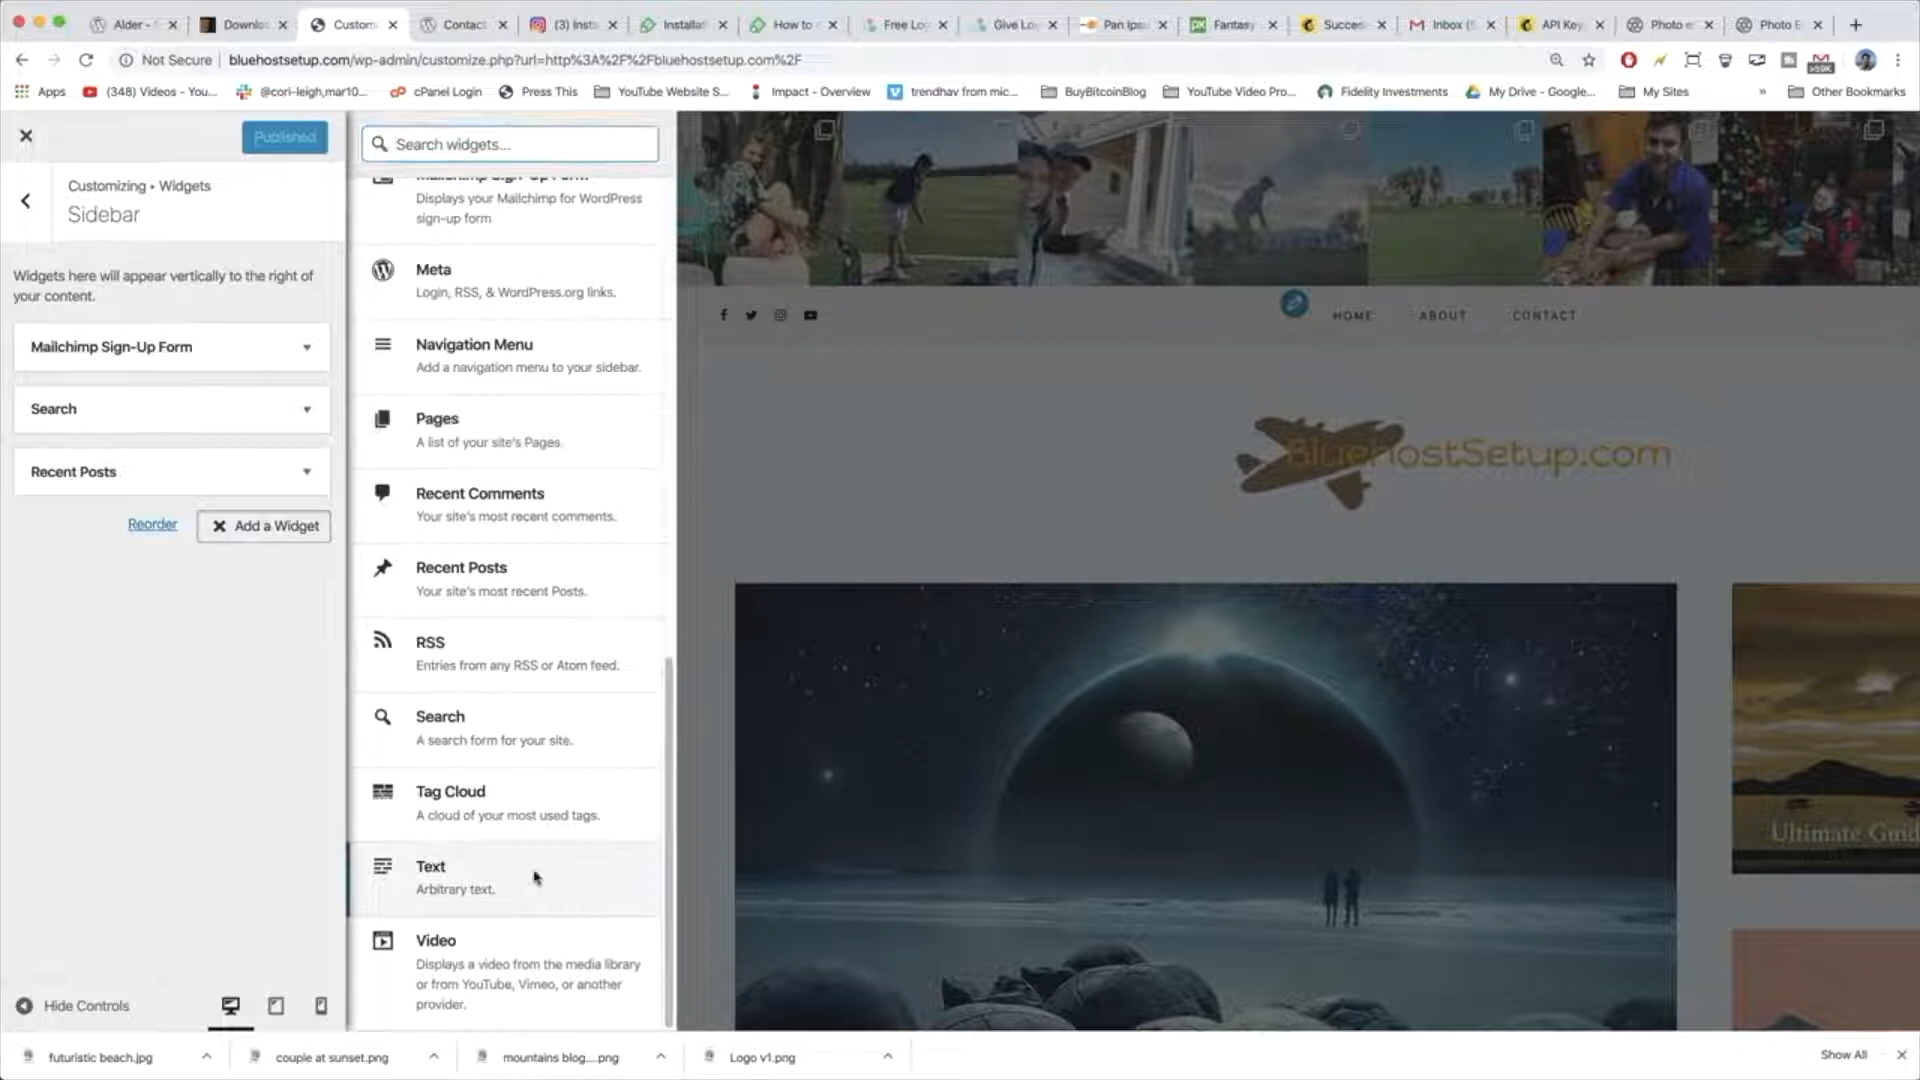 Alder -
Downlo
Custom
Contact
(3) Inst
Installat
How to
Free Lo
Give Lo
Pan Ipsu
Fantasy
Succes
Inbox (
API Key
Photo e
Photo E
Not Secure
bluehostsetup.com/wp-admin/customize.php?url=http%3A%2F%2Fbluehostsetup.com%2F
Apps
(348) Videos - You...
@cori-leigh,mar10...
cPanel Login
Press This
YouTube Website S...
Impact - Overview
trendhav from mic...
BuyBitcoinBlog
YouTube Video Pro...
Fidelity Investments
My Drive - Google...
My Sites
»
Other Bookmarks
Published
Customizing • Widgets
Sidebar
Widgets here will appear vertically to the right of
your content.
Mailchimp Sign-Up Form
Search
Recent Posts
Reorder
Add a Widget
Hide Controls
Search widgets...
Mailchimp Sign-Up Form
Displays your Mailchimp for WordPress
sign-up form
Meta
Login, RSS, & WordPress.org links.
Navigation Menu
Add a navigation menu to your sidebar.
Pages
A list of your site's Pages.
Recent Comments
Your site's most recent comments.
Recent Posts
Your site's most recent Posts.
RSS
Entries from any RSS or Atom feed.
Search
A search form for your site.
Tag Cloud
A cloud of your most used tags.
Text
Arbitrary text.
Video
Displays a video from the media library
or from YouTube, Vimeo, or another
provider.
HOME
ABOUT
CONTACT
BluehostSetup.com
Ultimate Guid
futuristic beach.jpg
couple at sunset.png
mountains blog....png
Logo v1.png
Show All